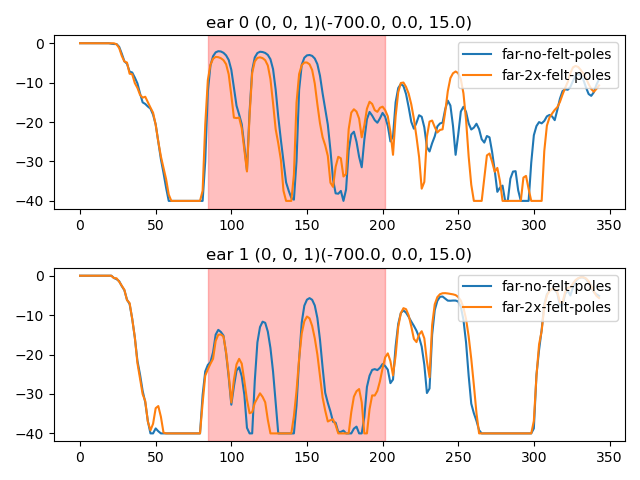 ear 0 (0, 0, 1)(-700.0, 0.0, 15.0)
0
−10
−20
−30
−40
far-no-felt-poles
far-2x-felt-poles
0 50 100 150 200 250 300 350
ear 1 (0, 0, 1)(-700.0, 0.0, 15.0)
0
−10
−20
−30
−40
far-no-felt-poles
far-2x-felt-poles
0 50 100 150 200 250 300 350